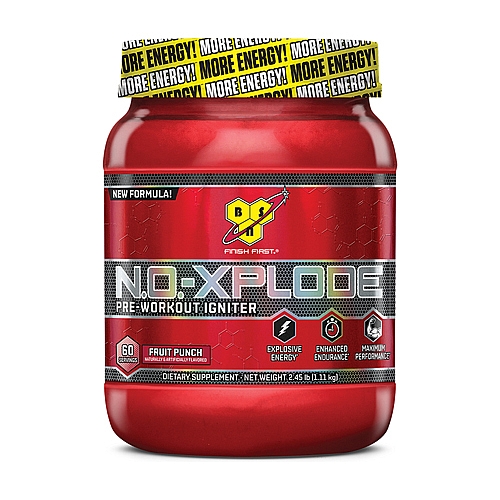 MORE ENERGY! MORE ENERGY! MORE ENERGY!
MORE ENERGY! MORE ENERGY! MORE ENERGY!
NEW FORMULA!
BSN
FINISH FIRST.®
N.O.-XPLODE
PRE-WORKOUT IGNITER
60
SERVINGS
FRUIT PUNCH
NATURALLY & ARTIFICIALLY FLAVORED
EXPLOSIVE
ENERGY*
ENHANCED
ENDURANCE*
MAXIMUM
PERFORMANCE*
DIETARY SUPPLEMENT • NET WEIGHT 2.45 lb (1.11 kg)